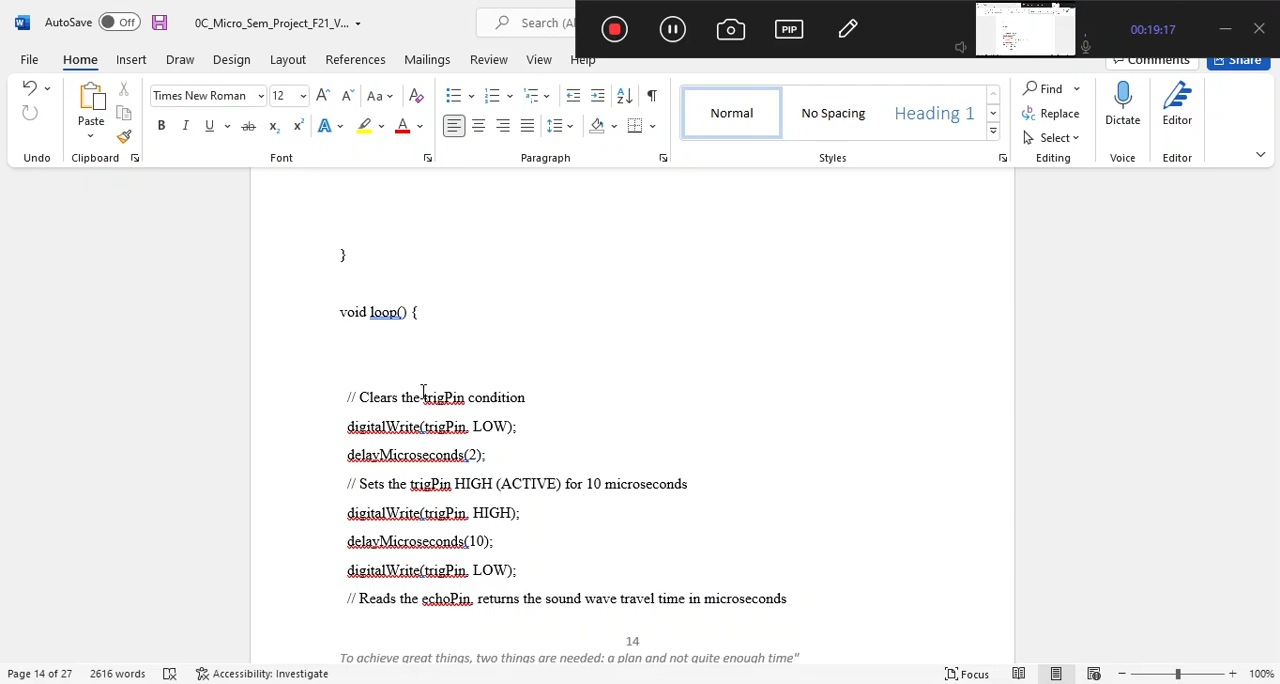 AutoSave Off 0C_Micro_Sem_Project_F21_V...
Search (Al
PIP
00:19:17
File Home Insert Draw Design Layout Mailings Review View Help
Comments Share
Times New Roman 12 Aa
Normal No Spacing Heading 1
Find
Replace
Select
Paste
Dictate
Editor
Undo Clipboard Font Paragraph Styles Editing Voice Editor
}
void loop() {
// Clears the trigPin condition
digitalWrite(trigPin, LOW);
delayMicroseconds(2);
// Sets the trigPin HIGH (ACTIVE) for 10 microseconds
digitalWrite(trigPin, HIGH);
delayMicroseconds(10);
digitalWrite(trigPin, LOW);
// Reads the echoPin, returns the sound wave travel time in microseconds
14
To achieve great things, two things are needed: a plan and not quite enough time"
Page 14 of 27 2616 words Accessibility: Investigate Focus 100%